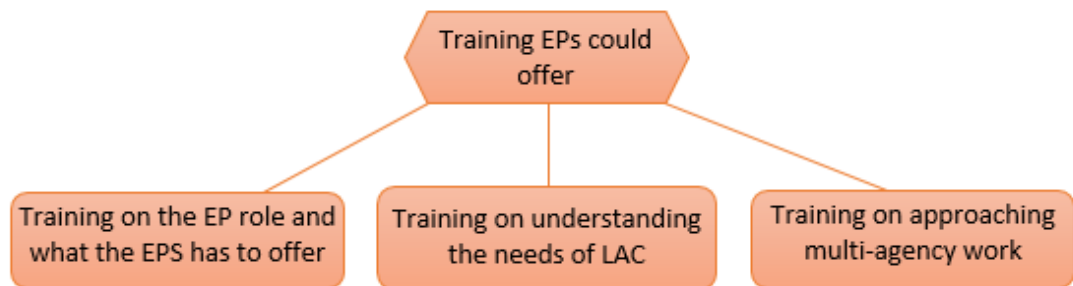 Training EPs could
offer
Training on the EP role and
what the EPS has to offer
Training on understanding
the needs of LAC
Training on approaching
multi-agency work